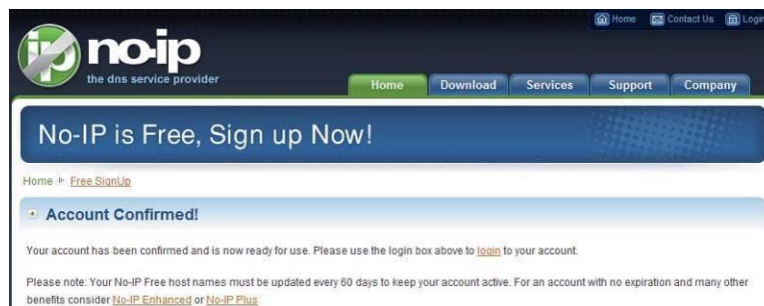 Home Contact Us Login
ip no-ip
the dns service provider
Home Download Services Support Company
No-IP is Free, Sign up Now!
Home Free SignUp
Account Confirmed!
Your account has been confirmed and is now ready for use. Please use the login box above to login to your account.
Please note: Your No-IP Free host names must be updated every 60 days to keep your account active. For an account with no expiration and many other
benefits consider No-IP Enhanced or No-IP Plus